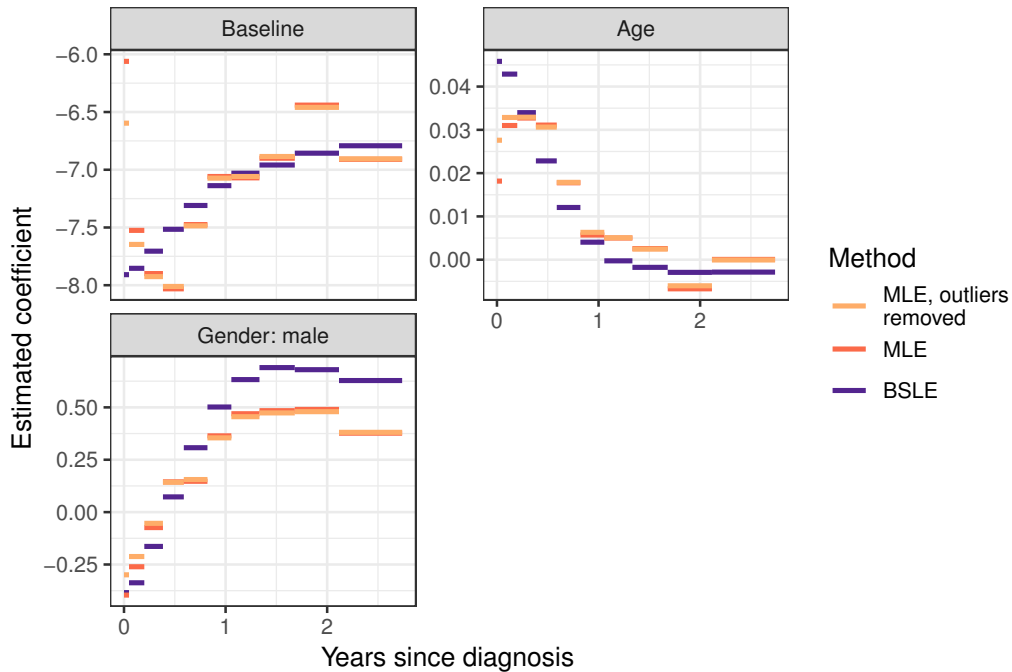 Baseline
Age
−6.0
−6.5
−7.0
−7.5
−8.0
0.04
0.03
0.02
0.01
0.00
0 1 2
Gender: male
0.50
0.25
0.00
−0.25
0 1 2
Estimated coefficient
Years since diagnosis
Method
MLE, outliers
removed
MLE
BSLE